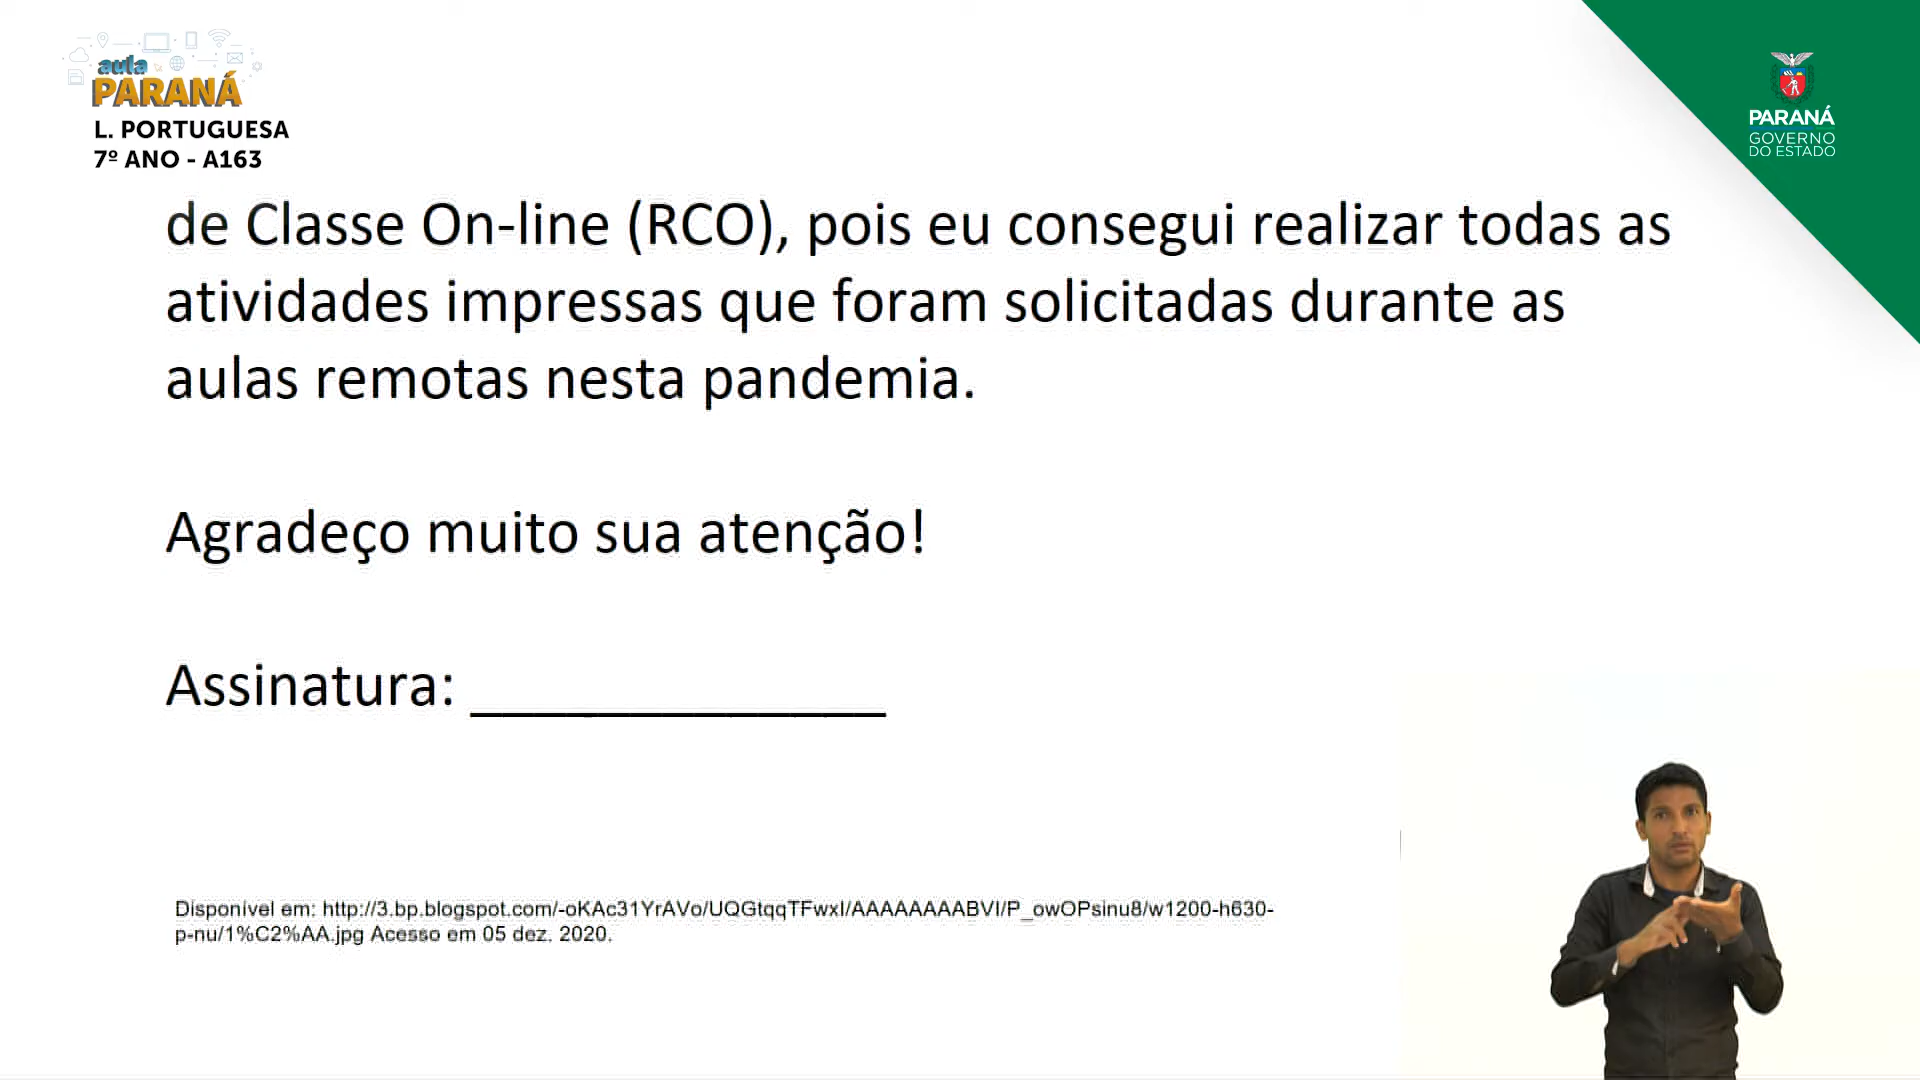 aula
PARANÁ
L. PORTUGUESA
7º ANO - A163
PARANÁ
GOVERNO
DO ESTADO
de Classe On-line (RCO), pois eu consegui realizar todas as
atividades impressas que foram solicitadas durante as
aulas remotas nesta pandemia.
Agradeço muito sua atenção!
Assinatura: _____________
Disponível em: http://3.bp.blogspot.com/-oKAc31YrAVo/UQGtqqTFwxI/AAAAAAAABVI/P_owOPsinu8/w1200-h630-
p-nu/1%C2%AA.jpg Acesso em 05 dez. 2020.